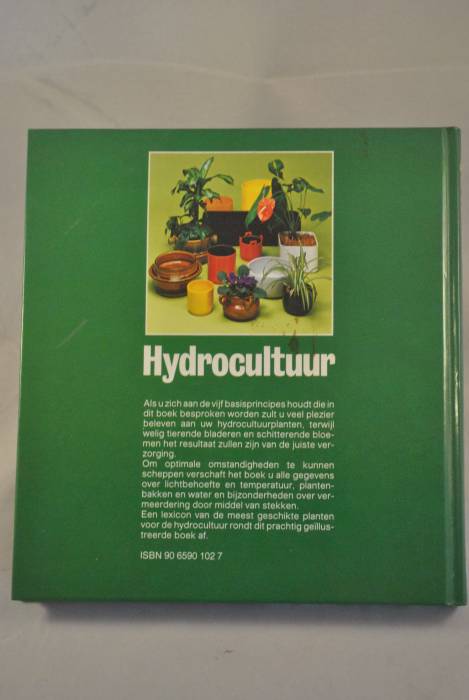 Hydrocultuur
Als u zich aan de vijf basisprincipes houdt die in
dit boek besproken worden zult u veel plezier
beleven aan uw hydrocultuurplanten, terwijl
welig tierende bladeren en schitterende bloe-
men het resultaat zullen zijn van de juiste ver-
zorging.
Om optimale omstandigheden te kunnen
scheppen verschaft het boek u alle gegevens
over lichtbehoefte en temperatuur, planten-
bakken en water en bijzonderheden over ver-
meerdering door middel van stekken.
Een lexicon van de meest geschikte planten
voor de hydrocultuur rondt dit prachtig geïllus-
treerde boek af.
ISBN 90 6590 102 7